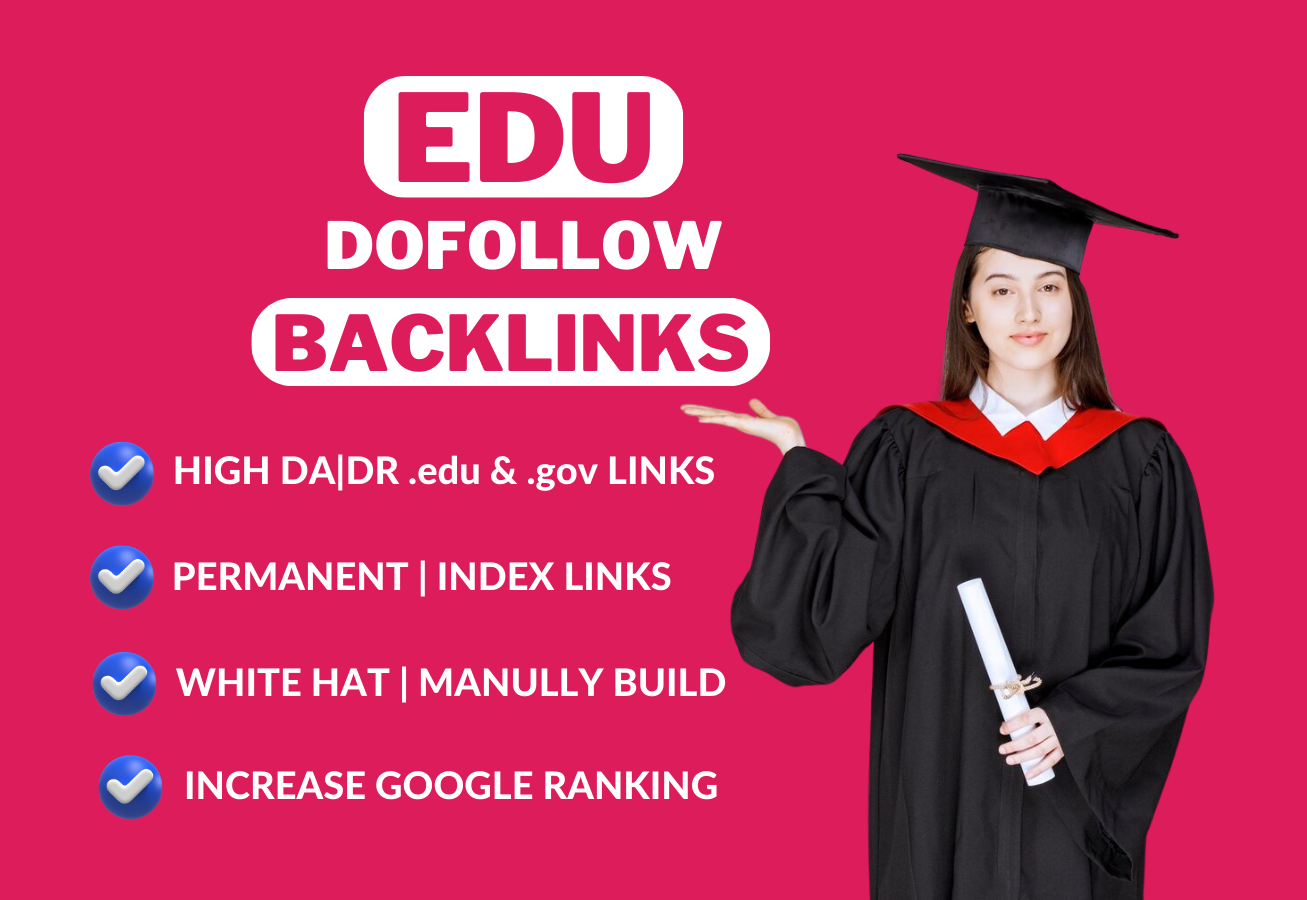 EDU
DOFOLLOW
BACKLINKS
HIGH DA|DR .edu & .gov LINKS
PERMANENT | INDEX LINKS
WHITE HAT | MANULLY BUILD
INCREASE GOOGLE RANKING